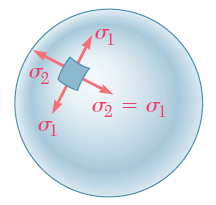 σ₁
σ₂
σ₂ = σ₁
σ₁